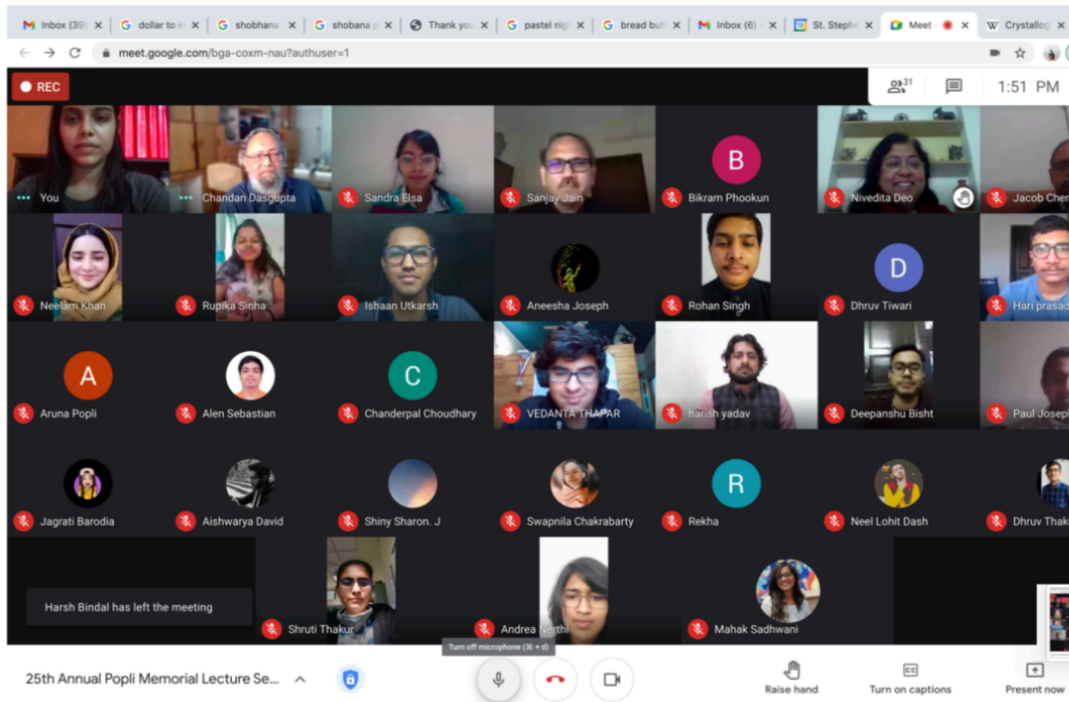 Inbox (39)
dollar to in
shobhana
shobana s
Thank you
pastel nig
bread but
Inbox (6)
St. Stephe
Meet -
Crystallog
meet.google.com/bga-coxm-nau?authuser=1
REC
31
1:51 PM
You
Chandan Dasgupta
Sandra Elsa
Sanjay Jain
B
Bikram Phookun
Nivedita Deo
Jacob Cher
Neelam Khan
Rupika Sinha
Ishaan Utkarsh
Aneesha Joseph
Rohan Singh
D
Dhruv Tiwari
Hari prasad
A
Aruna Popli
Alen Sebastian
C
Chanderpal Choudhary
VEDANTA THAPAR
harish yadav
Deepanshu Bisht
Paul Joseph
Jagrati Barodia
Aishwarya David
Shiny Sharon. J
Swapnila Chakrabarty
R
Rekha
Neel Lohit Dash
Dhruv Thak
Harsh Bindal has left the meeting
Shruti Thakur
Andrea Nerthi
Mahak Sadhwani
Turn off microphone (⌘ + d)
25th Annual Popli Memorial Lecture Se...
Raise hand
CC
Turn on captions
Present now